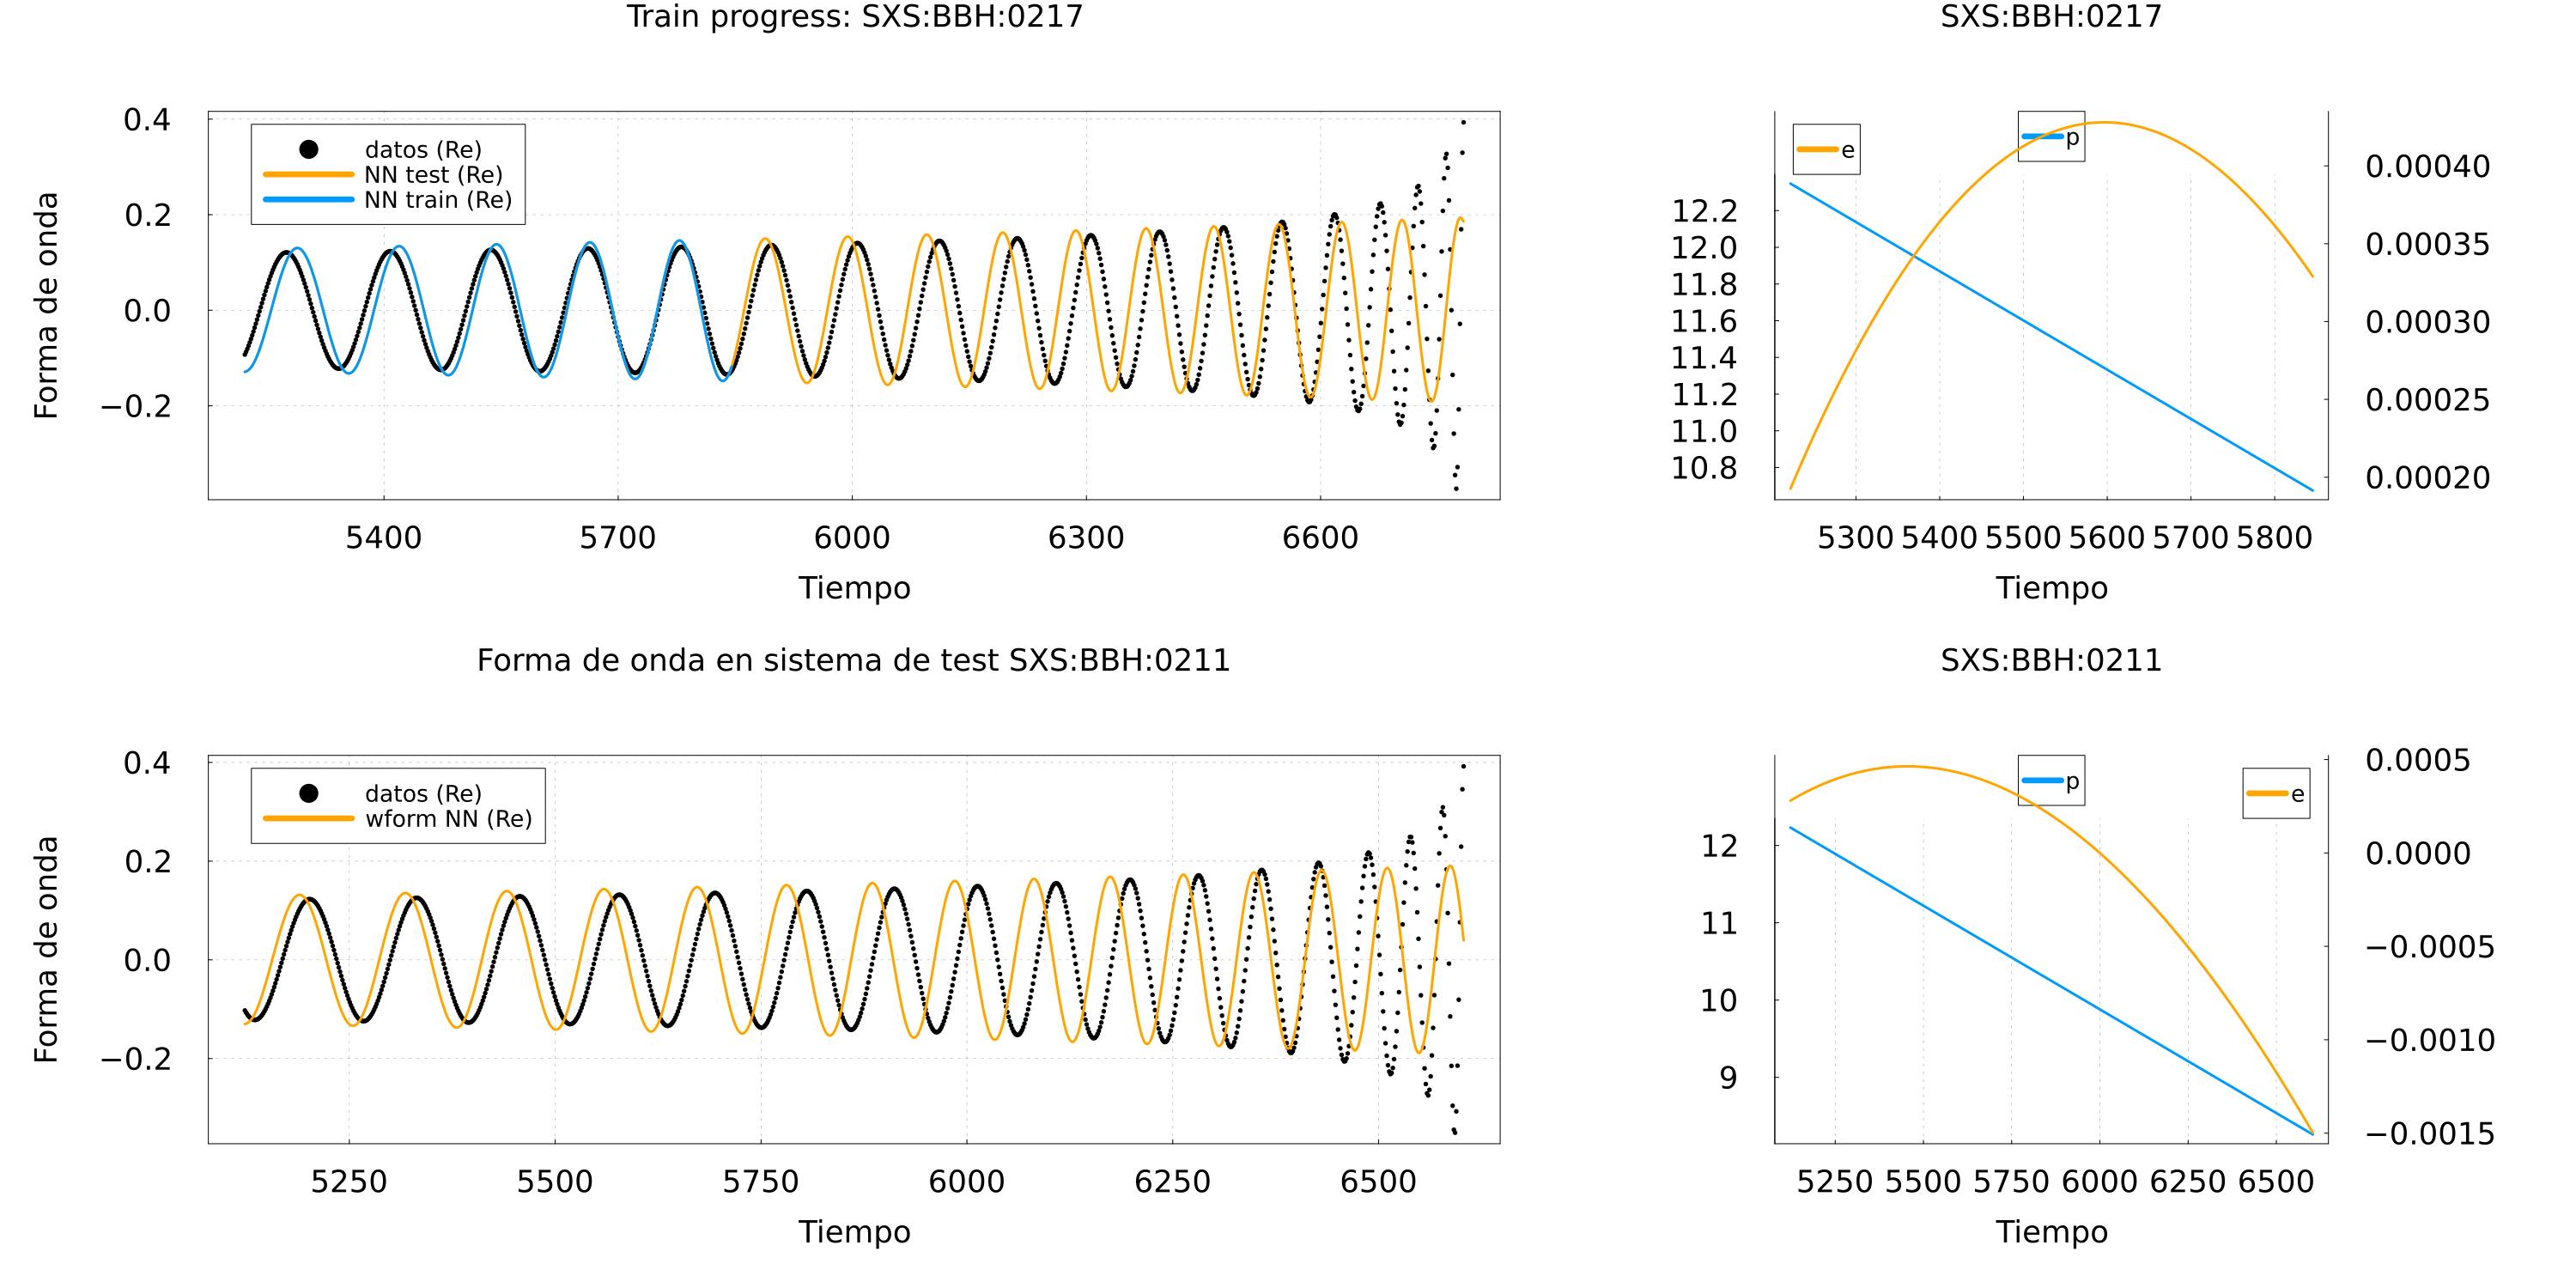 Train progress: SXS:BBH:0217
SXS:BBH:0217
Forma de onda
0.4
0.2
0.0
−0.2
datos (Re)
NN test (Re)
NN train (Re)
5400 5700 6000 6300 6600
Tiempo
e
p
12.2
12.0
11.8
11.6
11.4
11.2
11.0
10.8
0.00040
0.00035
0.00030
0.00025
0.00020
5300 5400 5500 5600 5700 5800
Tiempo
Forma de onda en sistema de test SXS:BBH:0211
SXS:BBH:0211
Forma de onda
0.4
0.2
0.0
−0.2
datos (Re)
wform NN (Re)
5250 5500 5750 6000 6250 6500
Tiempo
p
e
12
11
10
9
0.0005
0.0000
−0.0005
−0.0010
−0.0015
5250 5500 5750 6000 6250 6500
Tiempo